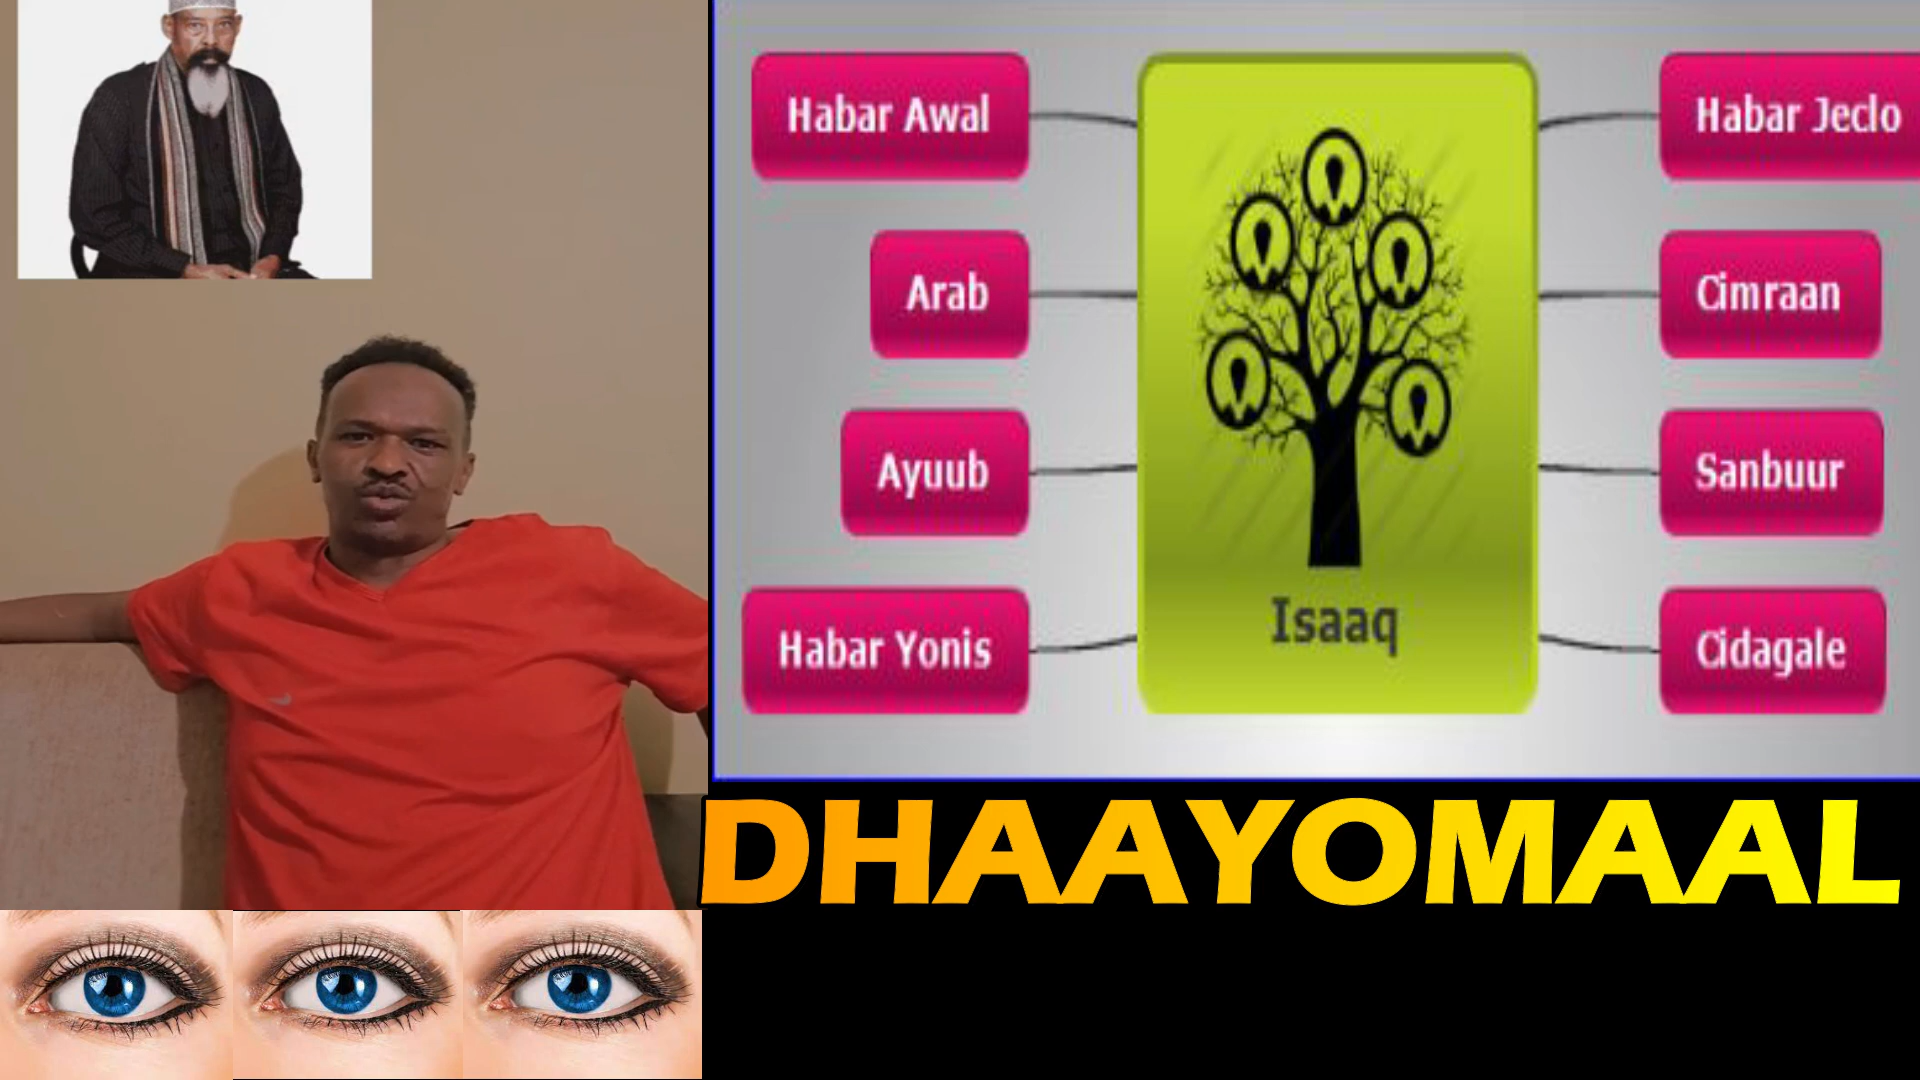 Habar Awal
Habar Jeclo
Arab
Cimraan
Ayuub
Sanbuur
Habar Yonis
Cidagale
Isaaq
DHAAYOMAAL